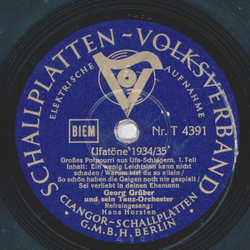 SCHALLPLATTEN-VOLKSVERBAND
ELEKTRISCHE AUFNAHME
BIEM
Nr. T 4391
"Ufatöne" 1934/35
Großes Potpourri aus Ufa-Schlagern, 1. Teil
Inhalt: Ein wenig Leichtsinn kann nicht
schaden / Warum bist du so allein /
So schön haben die Geigen noch nie gespielt /
Sei verliebt in deinen Ehemann
Georg Grüber
und sein Tanz-Orchester
Refraingesang:
Hans Horsten
CLANGOR-SCHALLPLATTEN
G.M.B.H. BERLIN